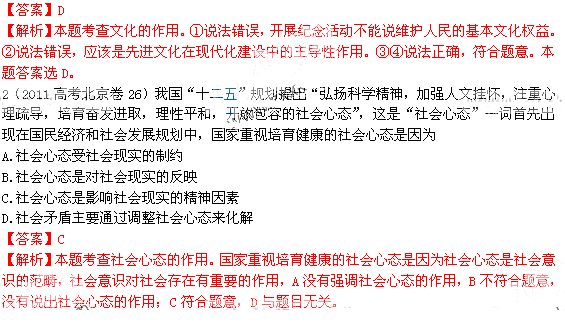 【答案】D
【解析】本题考查文化的作用。①说法错误，开展纪念活动不能说维护人民的基本文化权益。
②说法错误，应该是先进文化在现代化建设中的主导性作用。③④说法正确，符合题意。本
题答案选 D。
2（2011 高考北京卷 26）我国“十二五”规划提出“弘扬科学精神，加强人文挂怀，注重心
理疏导，培育奋发进取，理性平和，开放包容的社会心态”，这是“社会心态”一词首先出
现在国民经济和社会发展规划中，国家重视培育健康的社会心态是因为
A.社会心态受社会现实的制约
B.社会心态是对社会现实的反映
C.社会心态是影响社会现实的精神因素
D.社会矛盾主要通过调整社会心态来化解
【答案】C
【解析】本题考查社会心态的作用。国家重视培育健康的社会心态是因为社会心态是社会意
识的范畴，社会意识对社会存在有重要的作用，A 没有强调社会心态的作用，B 不符合题意，
没有说出社会心态的作用；C 符合题意，D 与题目无关。